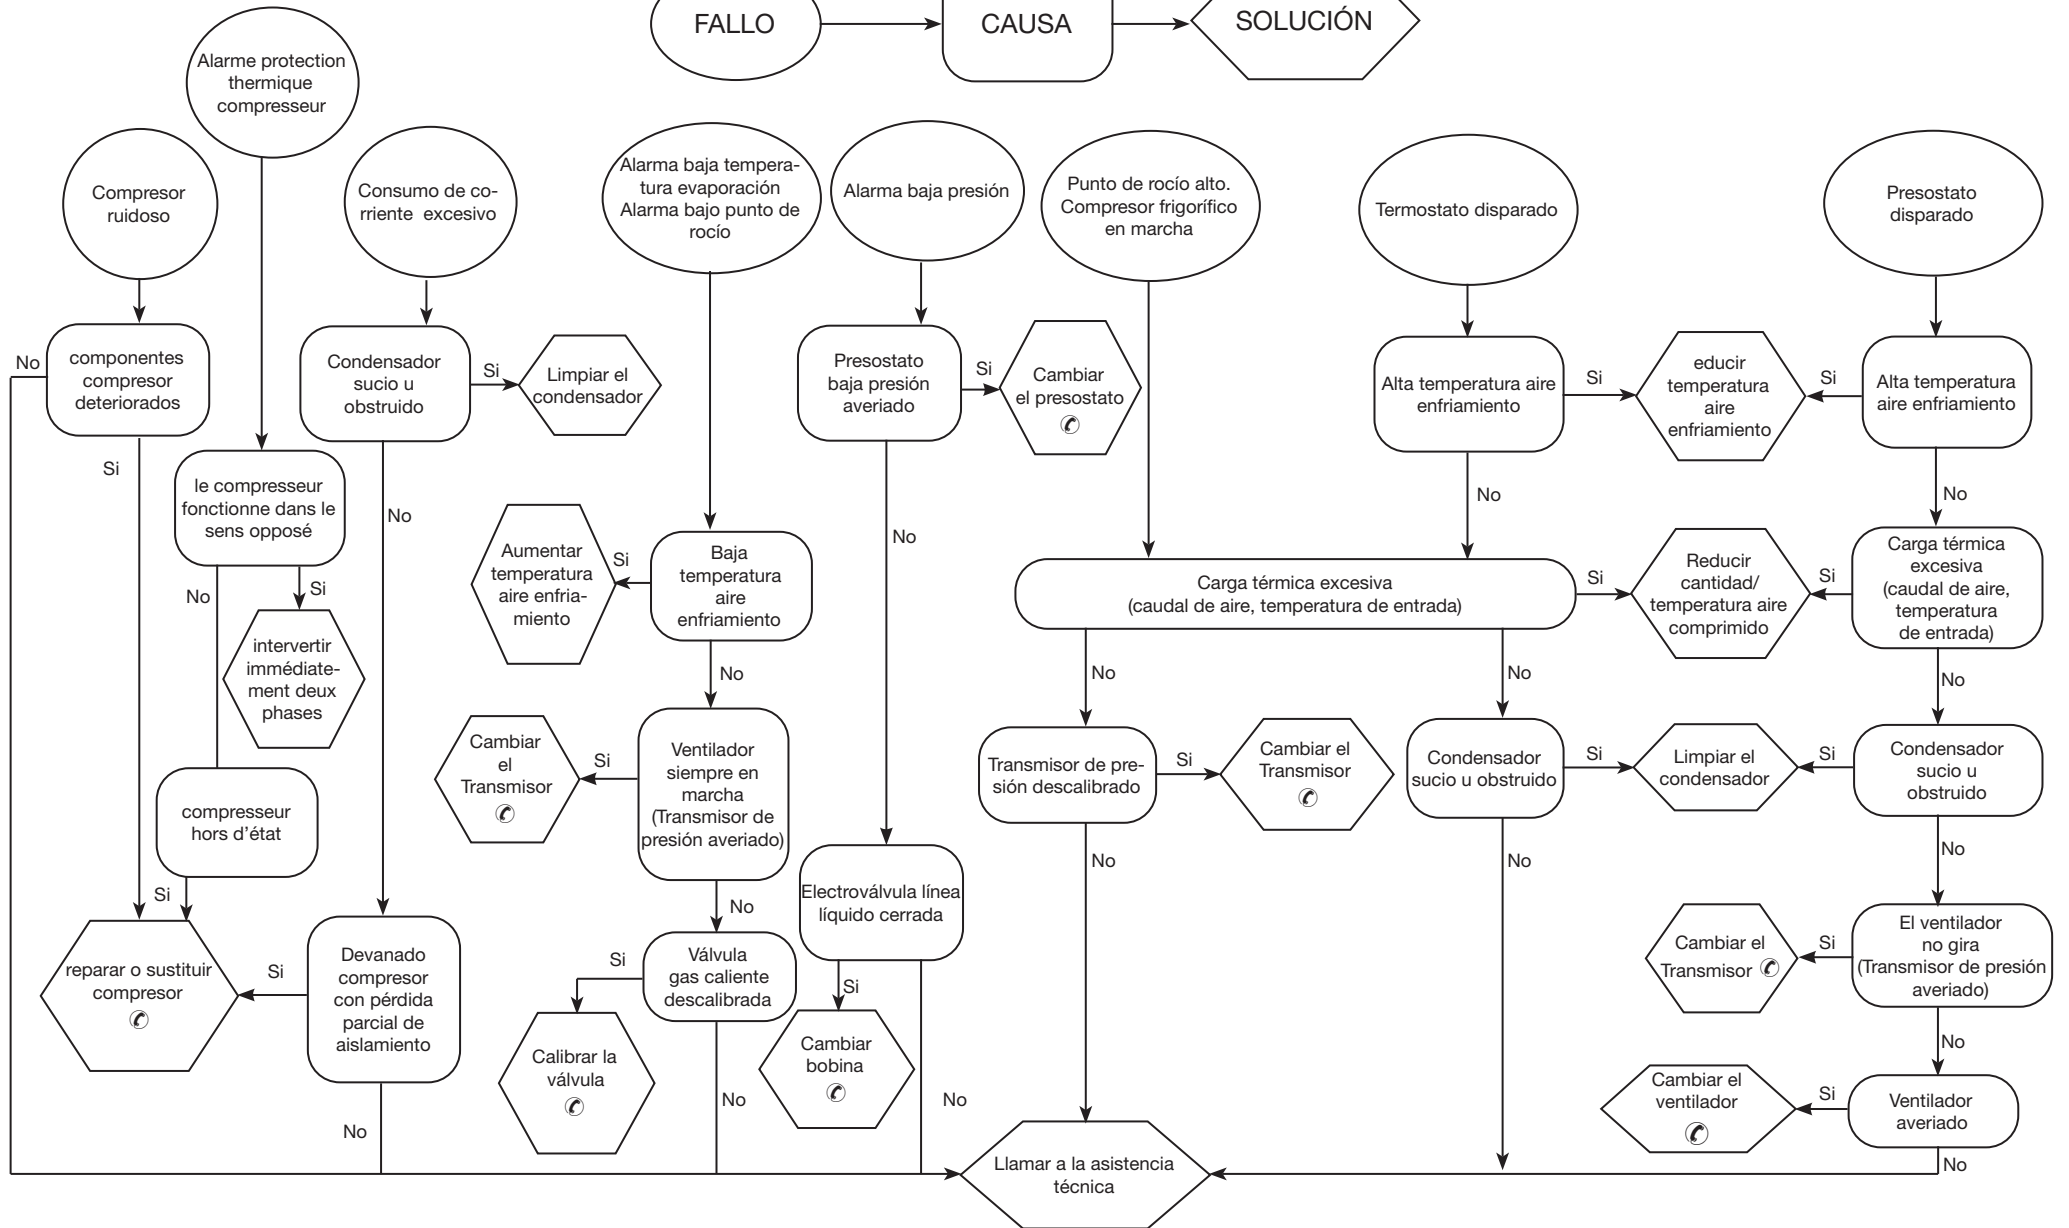 FALLO
CAUSA
SOLUCIÓN
Alarme protection
thermique
compresseur
Compresor
ruidoso
Consumo de co-
rriente excesivo
Alarma baja tempera-
tura evaporación
Alarma bajo punto de
rocío
Alarma baja presión
Punto de rocío alto.
Compresor frigorífico
en marcha
Termostato disparado
Presostato
disparado
No
componentes
compresor
deteriorados
Si
Condensador
sucio u
obstruido
Si
Limpiar el
condensador
No
Presostato
baja presión
averiado
Si
Cambiar
el presostato
No
Alta temperatura aire
enfriamiento
Si
educir
temperatura
aire
enfriamiento
Si
Alta temperatura
aire enfriamiento
No
No
le compresseur
fonctionne dans le
sens opposé
No
Si
intervertir
immédiate-
ment deux
phases
Aumentar
temperatura
aire enfria-
miento
Si
Baja
temperatura
aire
enfriamiento
No
Carga térmica excesiva
(caudal de aire, temperatura de entrada)
Si
Reducir
cantidad/
temperatura aire
comprimido
Si
Carga térmica
excesiva
(caudal de aire,
temperatura
de entrada)
No
No
No
Cambiar
el
Transmisor
Si
Ventilador
siempre en
marcha
(Transmisor de
presión averiado)
No
Transmisor de pre-
sión descalibrado
Si
Cambiar el
Transmisor
No
Condensador
sucio u obstruido
Si
Limpiar el
condensador
Si
Condensador
sucio u
obstruido
No
No
compresseur
hors d'état
Si
reparar o sustituir
compresor
Si
Devanado
compresor
con pérdida
parcial de
aislamiento
No
Si
Válvula
gas caliente
descalibrada
No
Calibrar la
válvula
Electroválvula línea
líquido cerrada
Si
Cambiar
bobina
No
Cambiar el
Transmisor
Si
El ventilador
no gira
(Transmisor de presión
averiado)
No
Cambiar el
ventilador
Si
Ventilador
averiado
No
Llamar a la asistencia
técnica